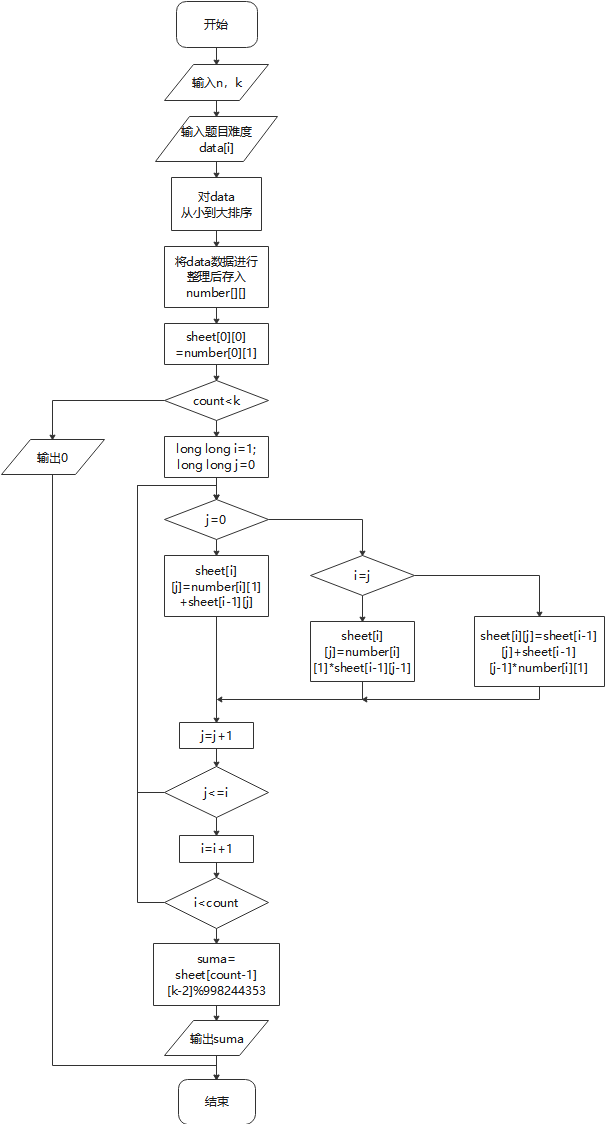 开始
输入n，k
输入题目难度
data[i]
对data
从小到大排序
将data数据进行
整理后存入
number[][]
sheet[0][0]
=number[0][1]
count<k
输出0
long long i=1;
long long j=0
j=0
sheet[i]
[j]=number[i][1]
+sheet[i-1][j]
i=j
sheet[i]
[j]=number[i]
[1]*sheet[i-1][j-1]
sheet[i][j]=sheet[i-1]
[j]+sheet[i-1]
[j-1]*number[i][1]
j=j+1
j<=i
i=i+1
i<count
suma=
sheet[count-1]
[k-2]%998244353
输出suma
结束